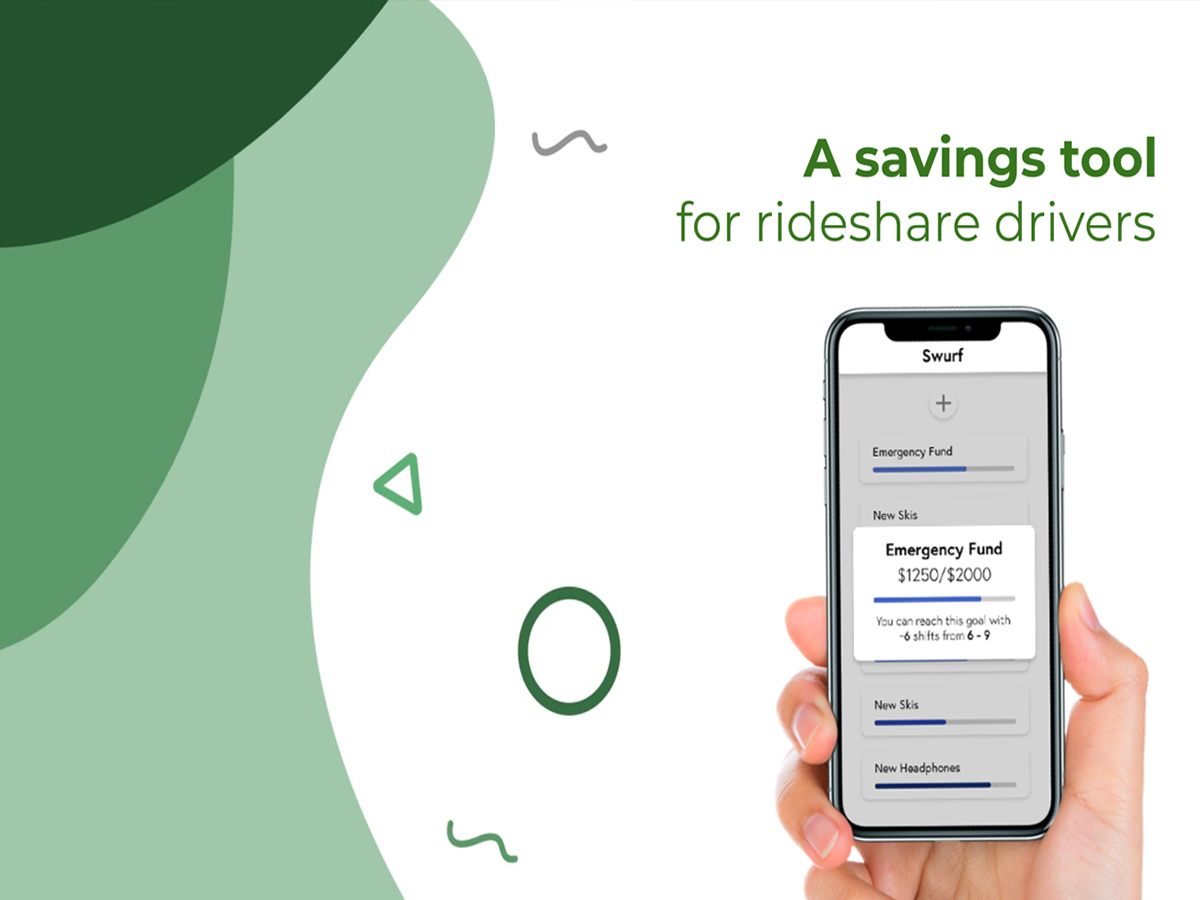 A savings tool
for rideshare drivers
Swurf
+
Emergency Fund
New Skis
Emergency Fund
$1250/$2000
You can reach this goal with
~6 shifts from 6 - 9
New Skis
New Headphones